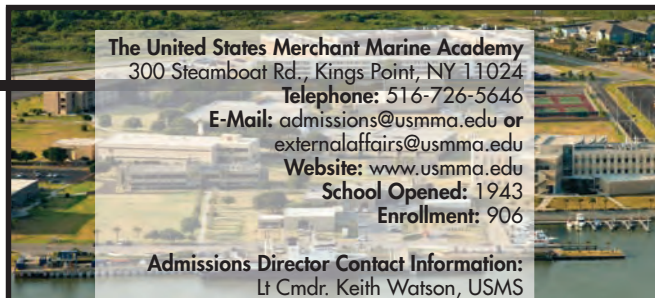 The United States Merchant Marine Academy
300 Steamboat Rd., Kings Point, NY 11024
Telephone: 516-726-5646
E-Mail: admissions@usmma.edu or
externalaffairs@usmma.edu
Website: www.usmma.edu
School Opened: 1943
Enrollment: 906
Admissions Director Contact Information:
Lt Cmdr. Keith Watson, USMS